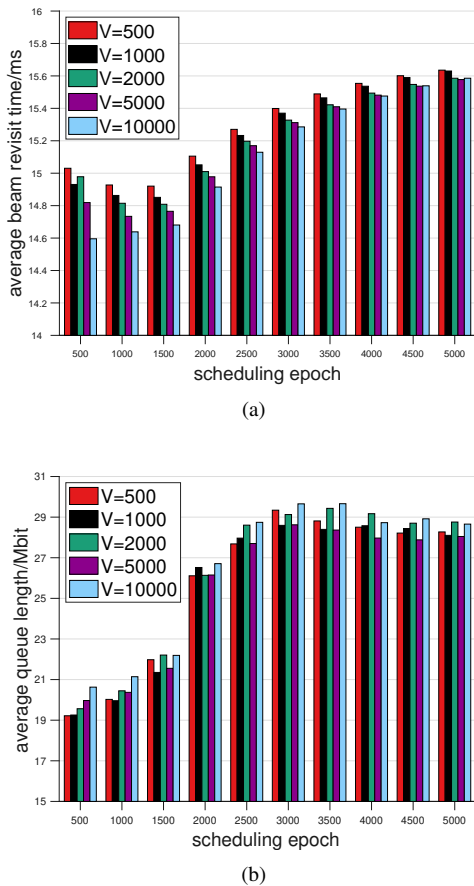 16
15.8
15.6
15.4
15.2
15
14.8
14.6
14.4
14.2
14
average beam revisit time/ms
V=500
V=1000
V=2000
V=5000
V=10000
500 1000 1500 2000 2500 3000 3500 4000 4500 5000
scheduling epoch
(a)
31
29
27
25
23
21
19
17
15
average queue length/Mbit
V=500
V=1000
V=2000
V=5000
V=10000
500 1000 1500 2000 2500 3000 3500 4000 4500 5000
scheduling epoch
(b)